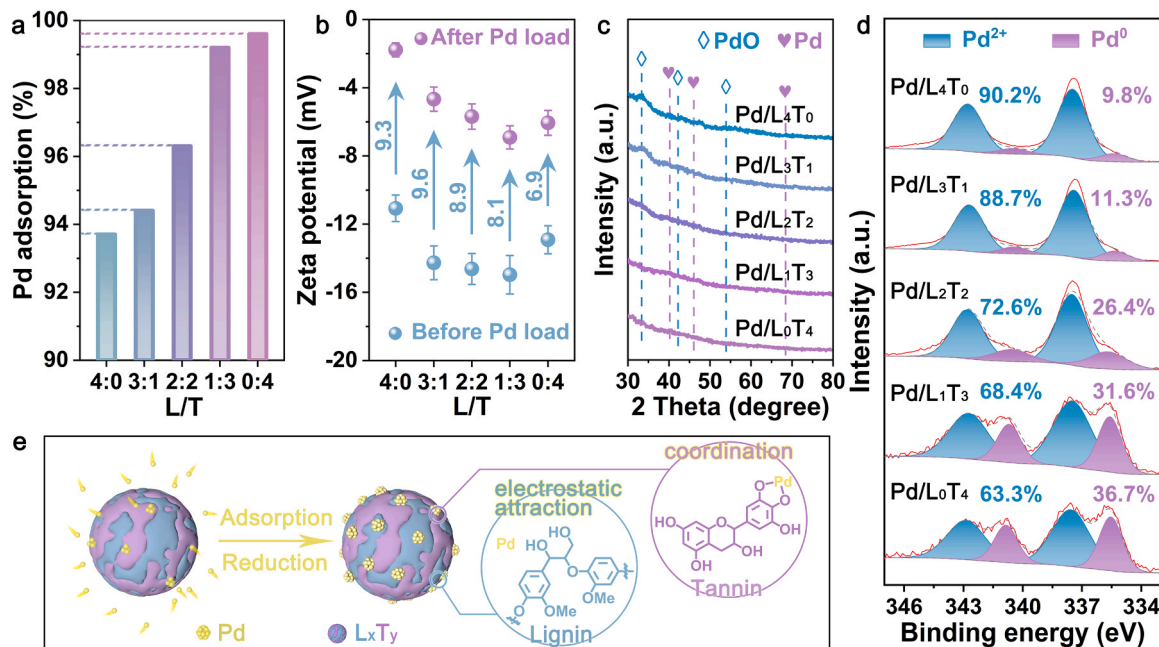 a
Pd adsorption (%)
100
98
96
94
92
90
4:0 3:1 2:2 1:3 0:4
L/T
b
Zeta potential (mV)
-0
-4
-8
-12
-16
-20
After Pd load
9.3
9.6
8.9
8.1
6.9
Before Pd load
4:0 3:1 2:2 1:3 0:4
L/T
c
PdO Pd
Intensity (a.u.)
Pd/L₄T₀
Pd/L₃T₁
Pd/L₂T₂
Pd/L₁T₃
Pd/L₀T₄
30 40 50 60 70 80
2 Theta (degree)
d
Pd²⁺ Pd⁰
Intensity (a.u.)
Pd/L₄T₀ 90.2% 9.8%
Pd/L₃T₁ 88.7% 11.3%
Pd/L₂T₂ 72.6% 26.4%
Pd/L₁T₃ 68.4% 31.6%
Pd/L₀T₄ 63.3% 36.7%
346 343 340 337 334
Binding energy (eV)
e
Adsorption
Reduction
Pd
LxTy
electrostatic
attraction
Pd
HO
OH
O
OMe
O
OMe
Lignin
coordination
Pd
O
O
OH
HO
O
OH
OH
Tannin